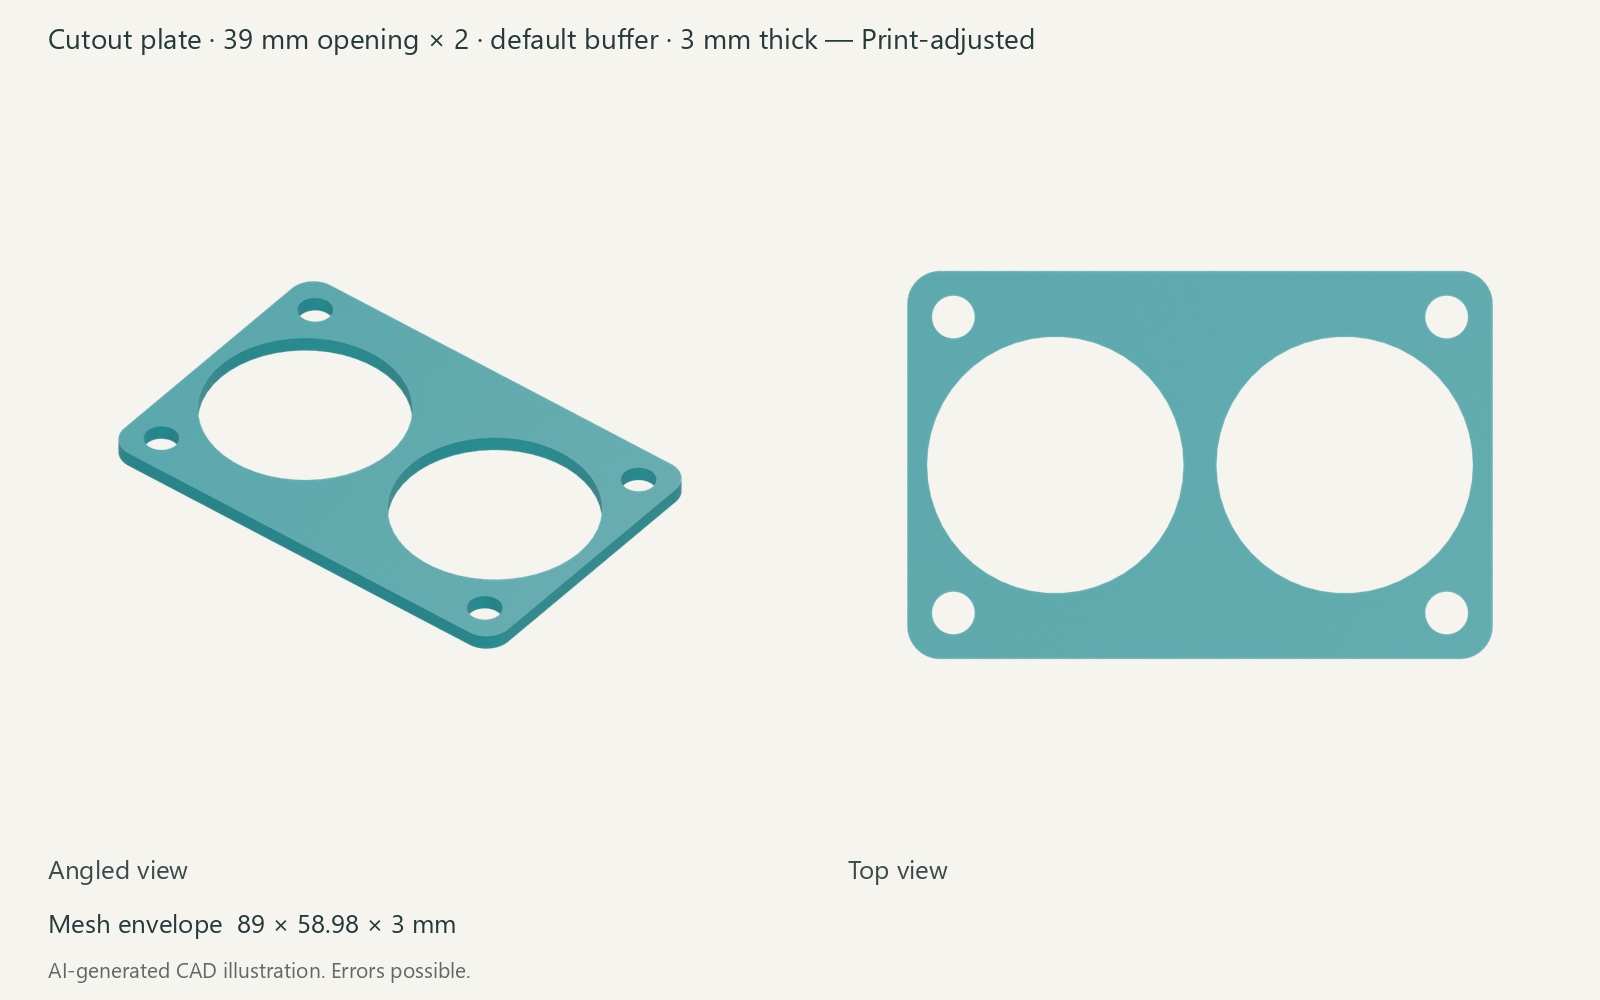 Cutout plate · 39 mm opening × 2 · default buffer · 3 mm thick — Print-adjusted
Angled view
Top view
Mesh envelope  89 × 58.98 × 3 mm
AI-generated CAD illustration. Errors possible.